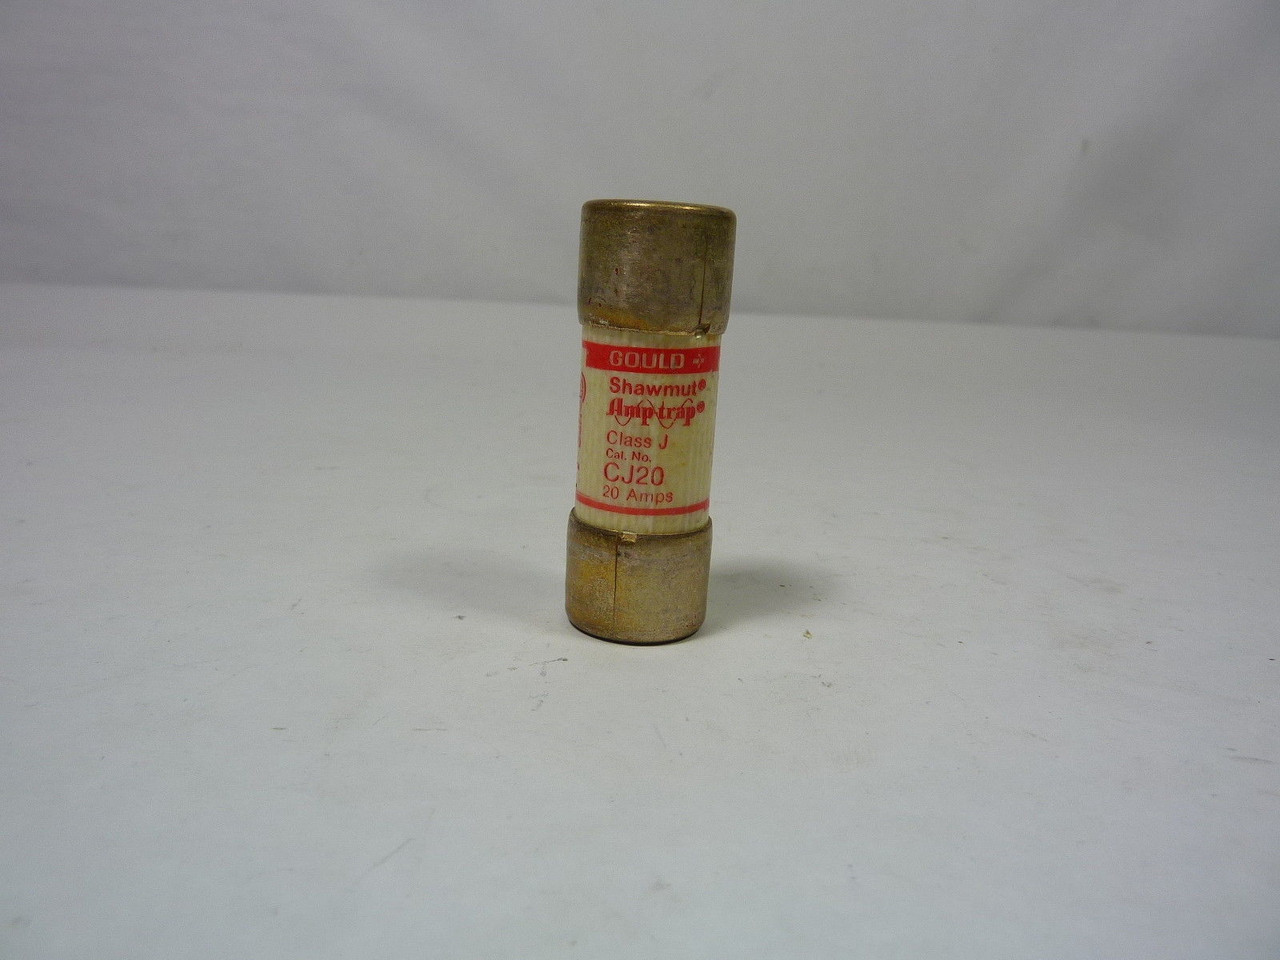 GOULD
Shawmut®
Amp-trap®
Class J
Cat. No.
CJ20
20 Amps